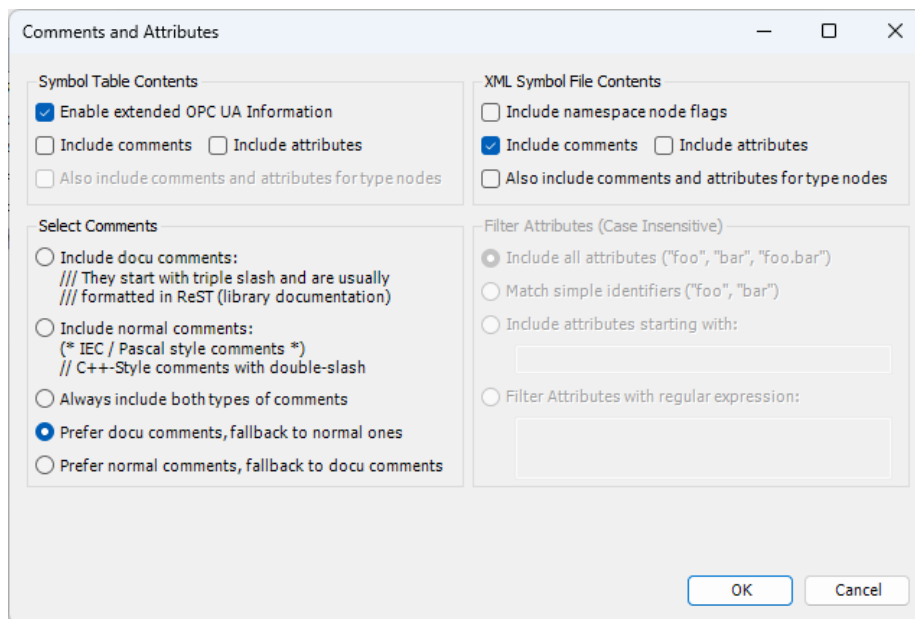 Comments and Attributes
Symbol Table Contents
Enable extended OPC UA Information
Include comments Include attributes
Also include comments and attributes for type nodes
XML Symbol File Contents
Include namespace node flags
Include comments Include attributes
Also include comments and attributes for type nodes
Select Comments
Include docu comments:
/// They start with triple slash and are usually
/// formatted in ReST (library documentation)
Include normal comments:
(* IEC / Pascal style comments *)
// C++-Style comments with double-slash
Always include both types of comments
Prefer docu comments, fallback to normal ones
Prefer normal comments, fallback to docu comments
Filter Attributes (Case Insensitive)
Include all attributes ("foo", "bar", "foo.bar")
Match simple identifiers ("foo", "bar")
Include attributes starting with:
Filter Attributes with regular expression:
OK Cancel